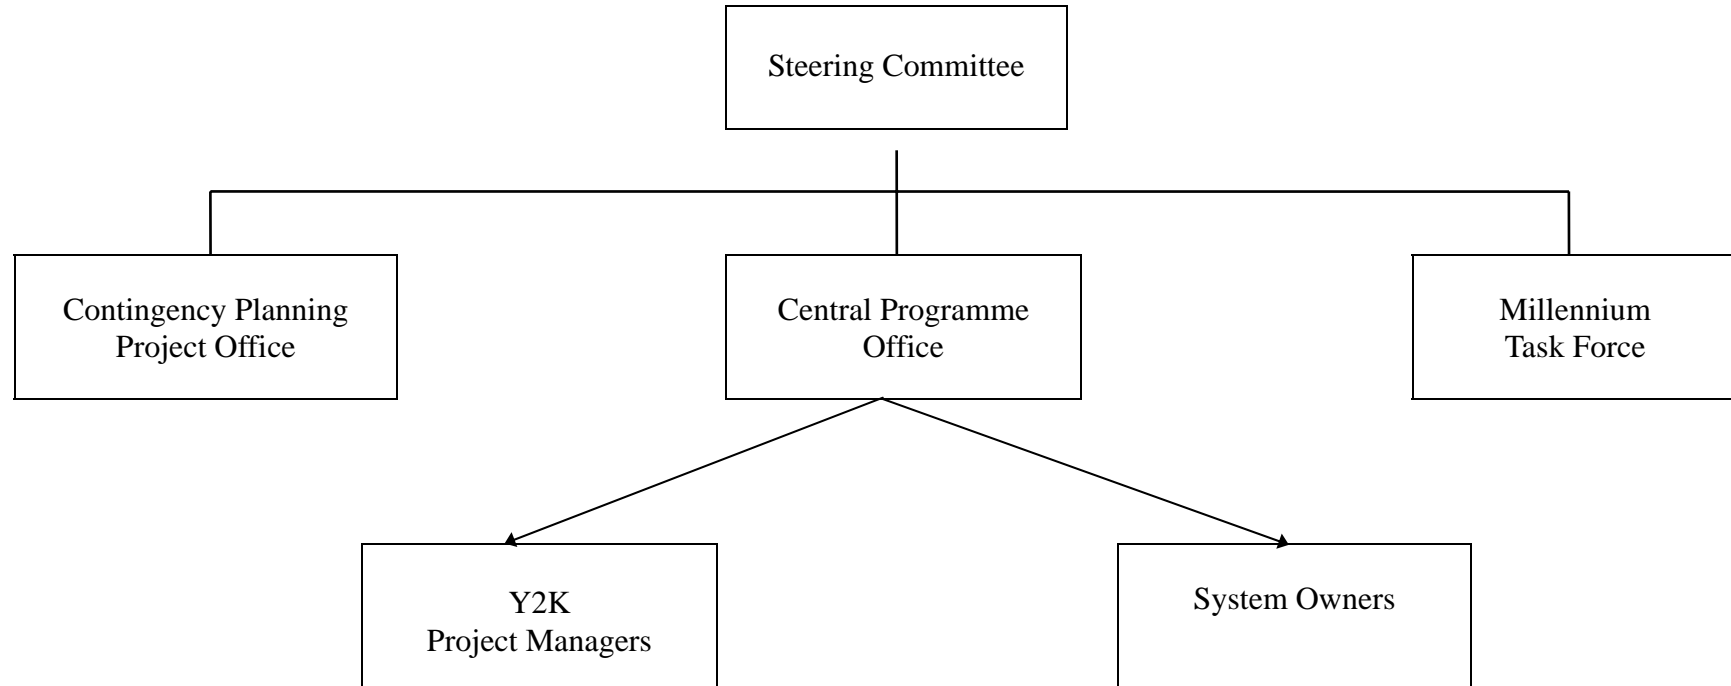 Steering Committee
Contingency Planning
Project Office
Central Programme
Office
Millennium
Task Force
Y2K
Project Managers
System Owners